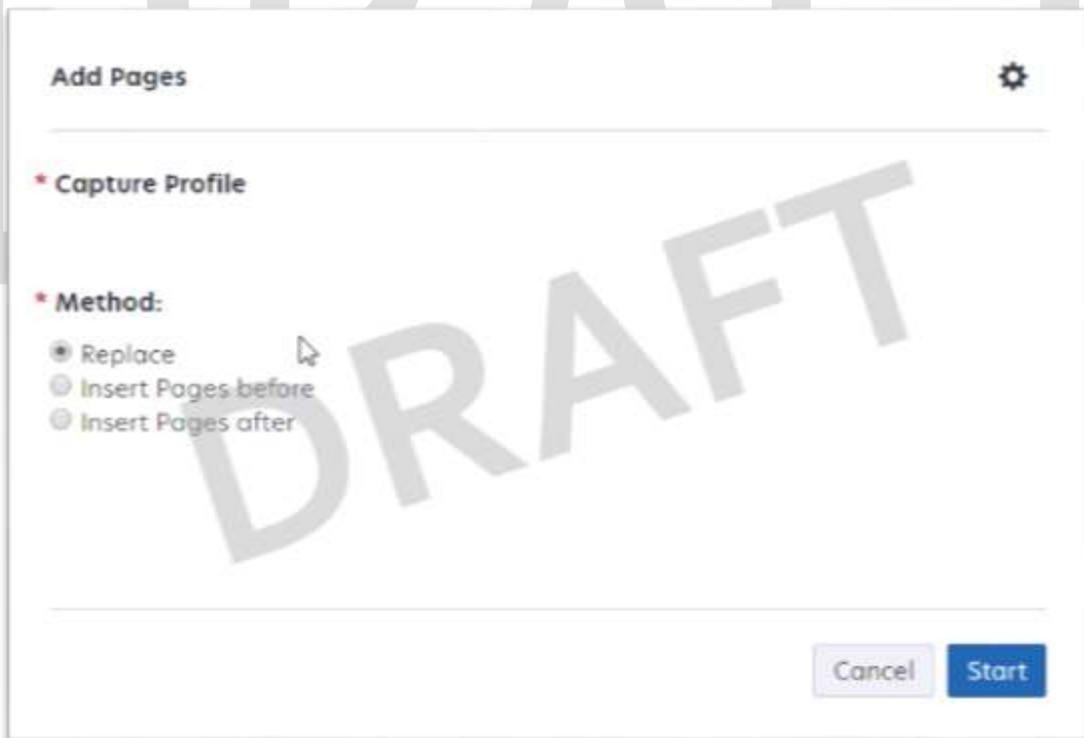 Add Pages
* Capture Profile
* Method:
Replace
Insert Pages before
Insert Pages after
DRAFT
Cancel
Start